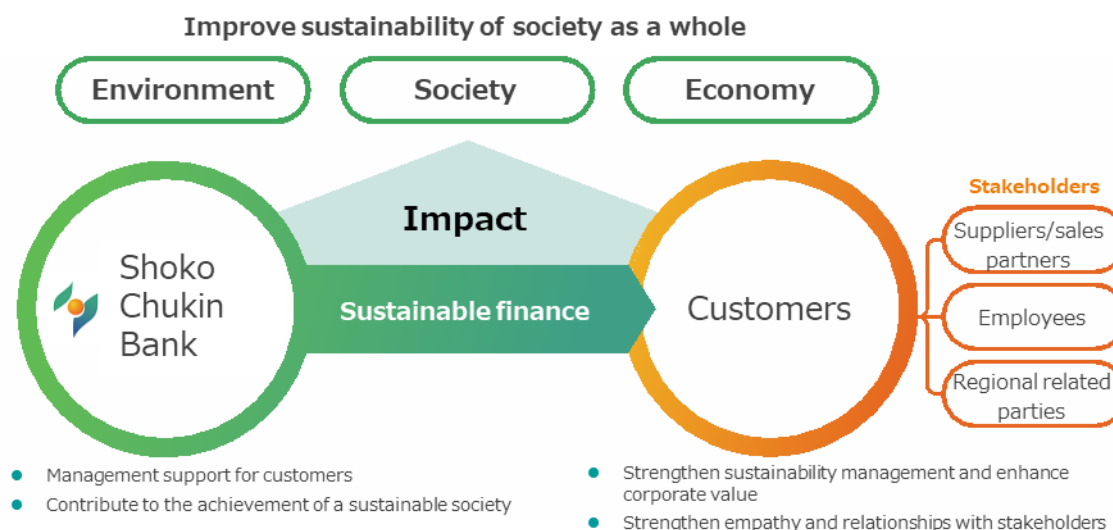 Improve sustainability of society as a whole
Environment
Society
Economy
Impact
Shoko
Chukin
Bank
Sustainable finance
Customers
Stakeholders
Suppliers/sales
partners
Employees
Regional related
parties
Management support for customers
Contribute to the achievement of a sustainable society
Strengthen sustainability management and enhance
corporate value
Strengthen empathy and relationships with stakeholders